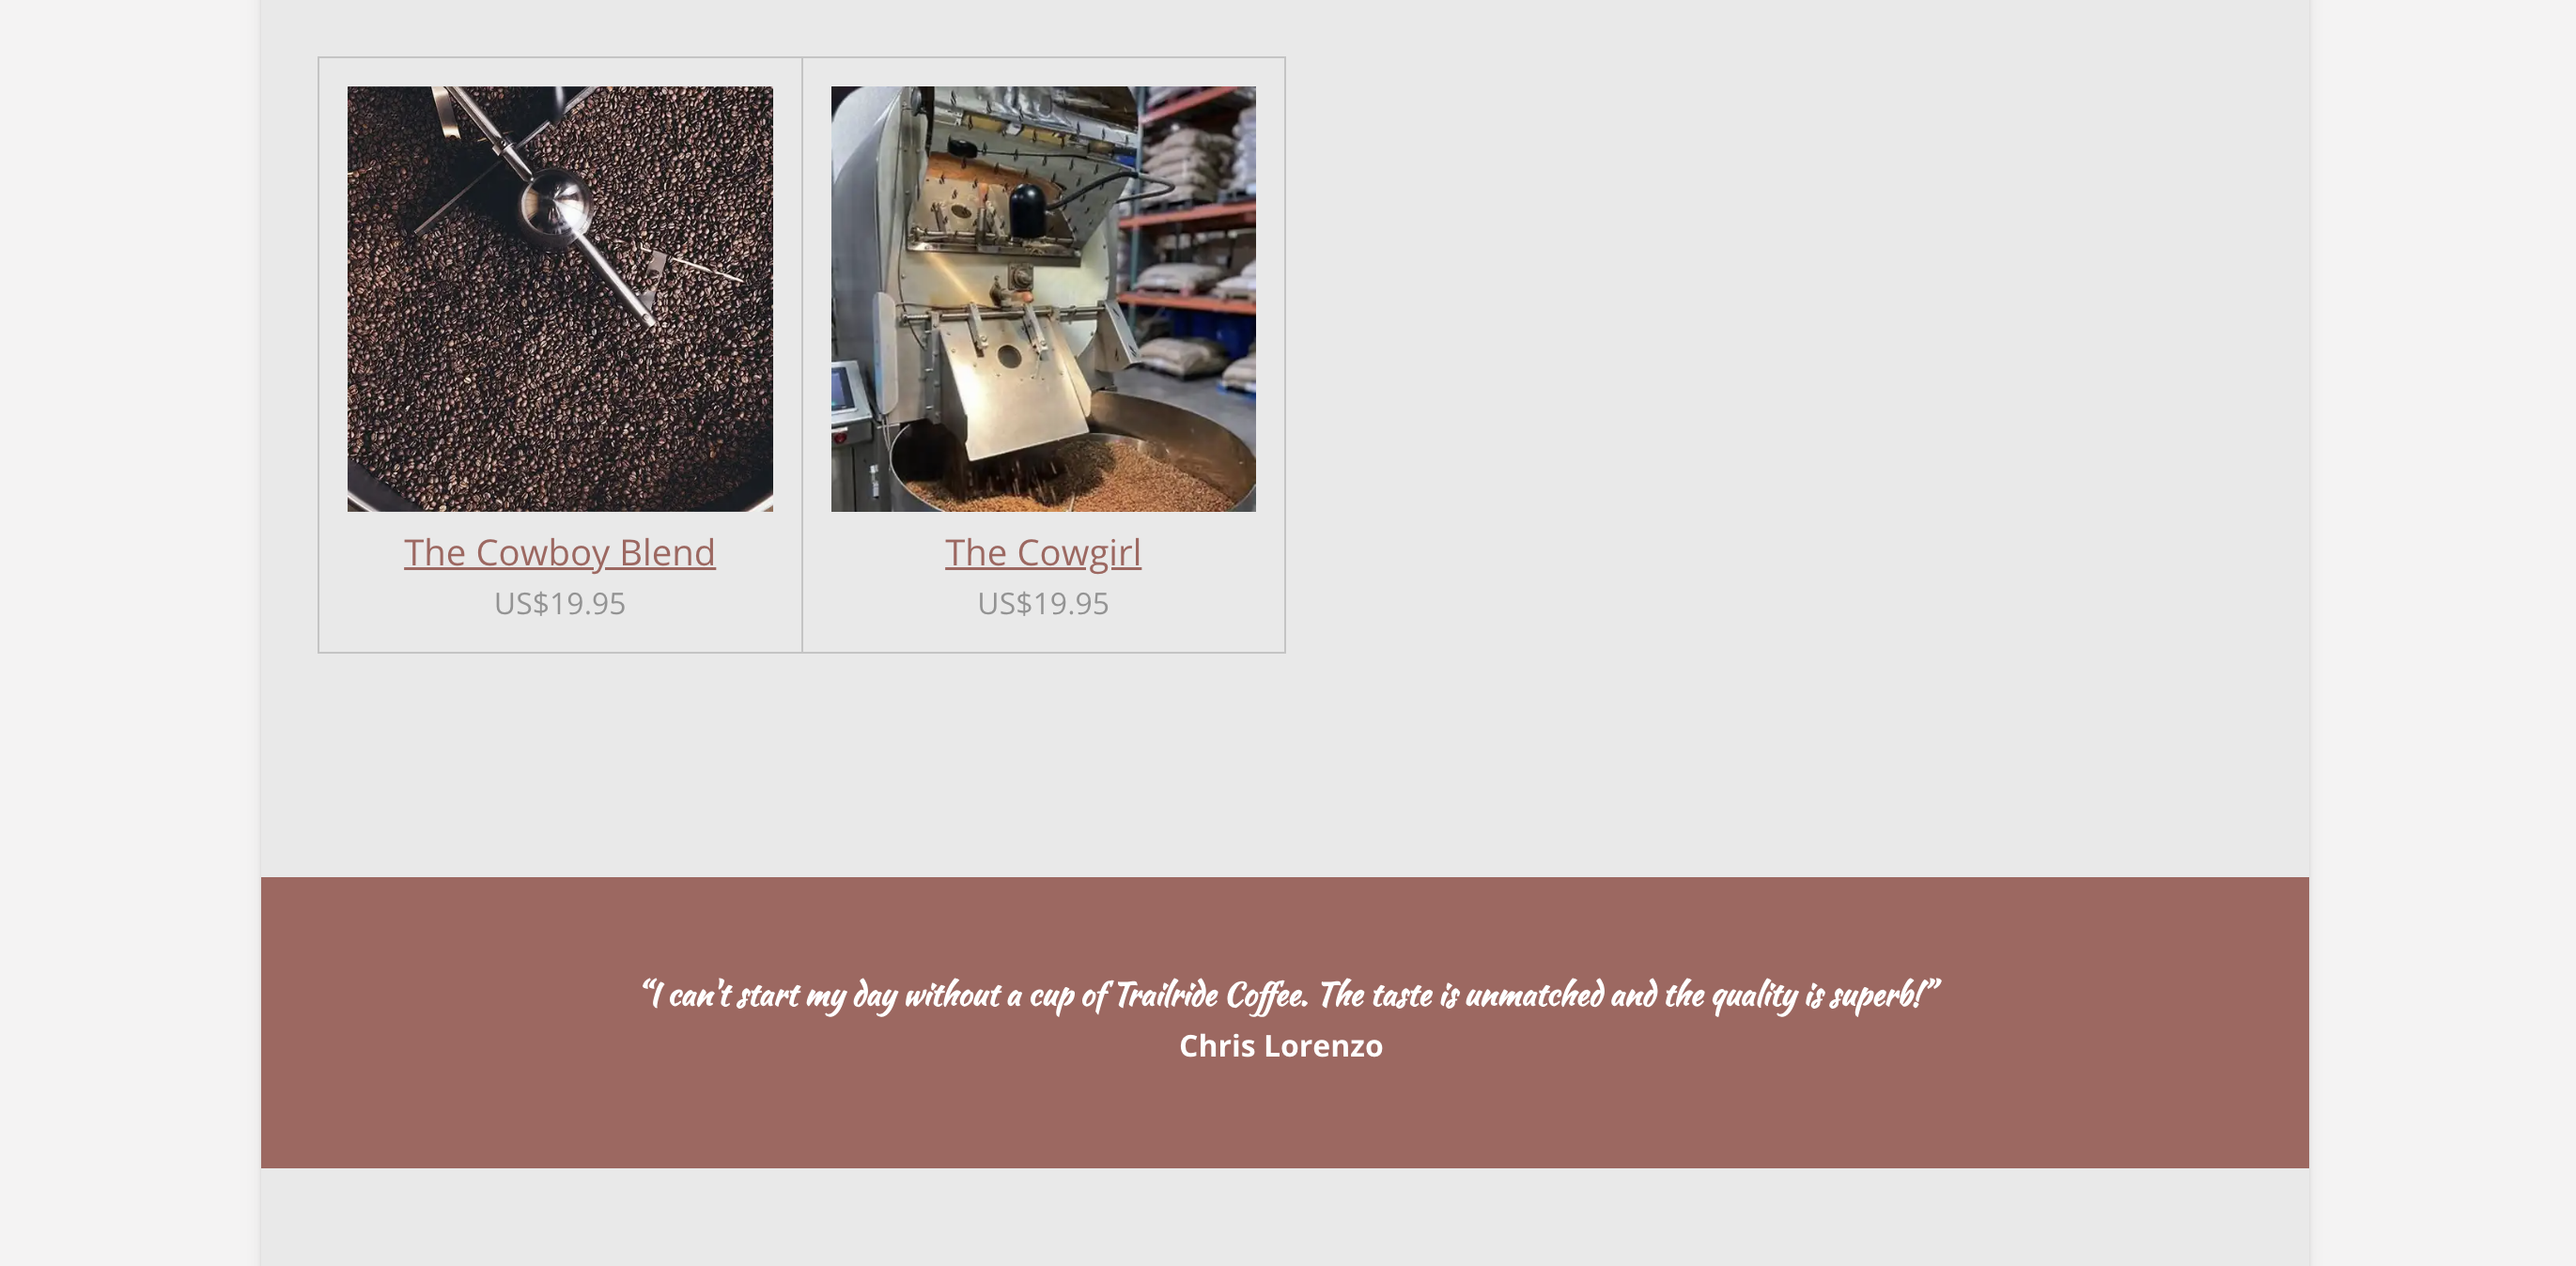 The Cowboy Blend
US$19.95
The Cowgirl
US$19.95
“I can't start my day without a cup of Trailride Coffee. The taste is unmatched and the quality is superb!”
Chris Lorenzo